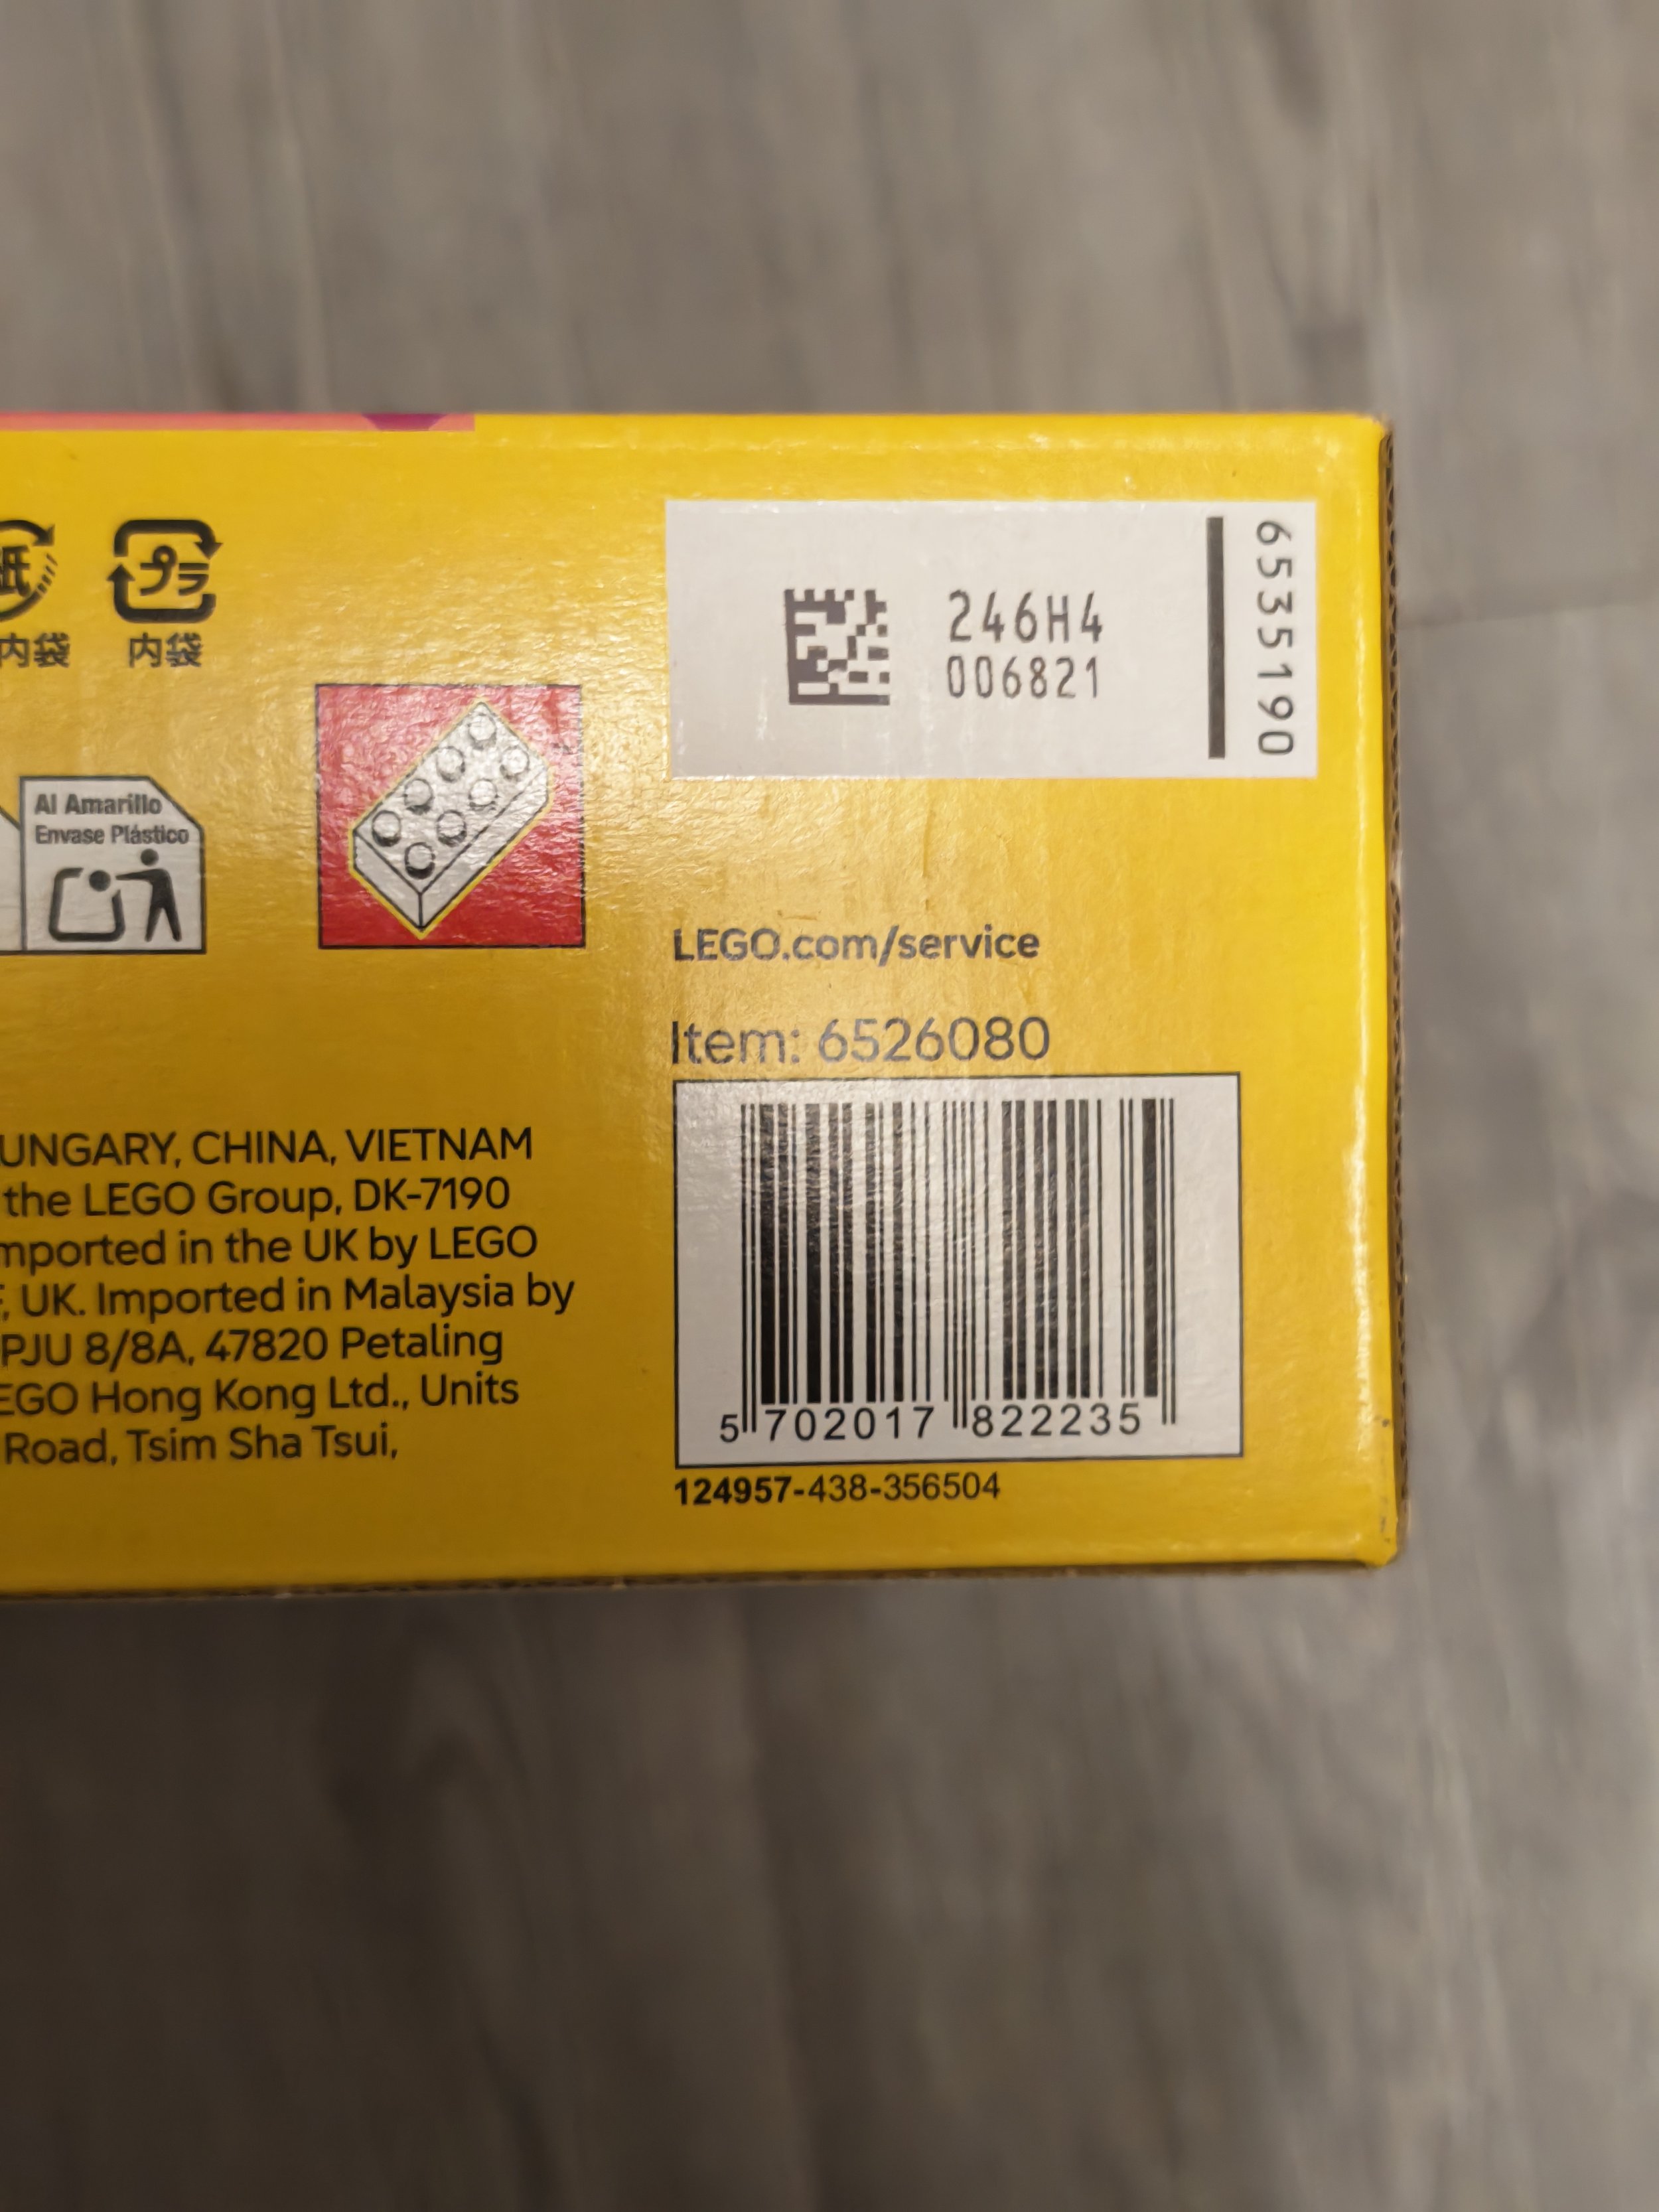 紙
内袋
プラ
内袋
246H4
006821
6535190
Al Amarillo
Envase Plástico
LEGO.com/service
Item: 6526080
UNGARY, CHINA, VIETNAM
the LEGO Group, DK-7190
mported in the UK by LEGO
, UK. Imported in Malaysia by
PJU 8/8A, 47820 Petaling
EGO Hong Kong Ltd., Units
Road, Tsim Sha Tsui,
5 702017 822235
124957-438-356504